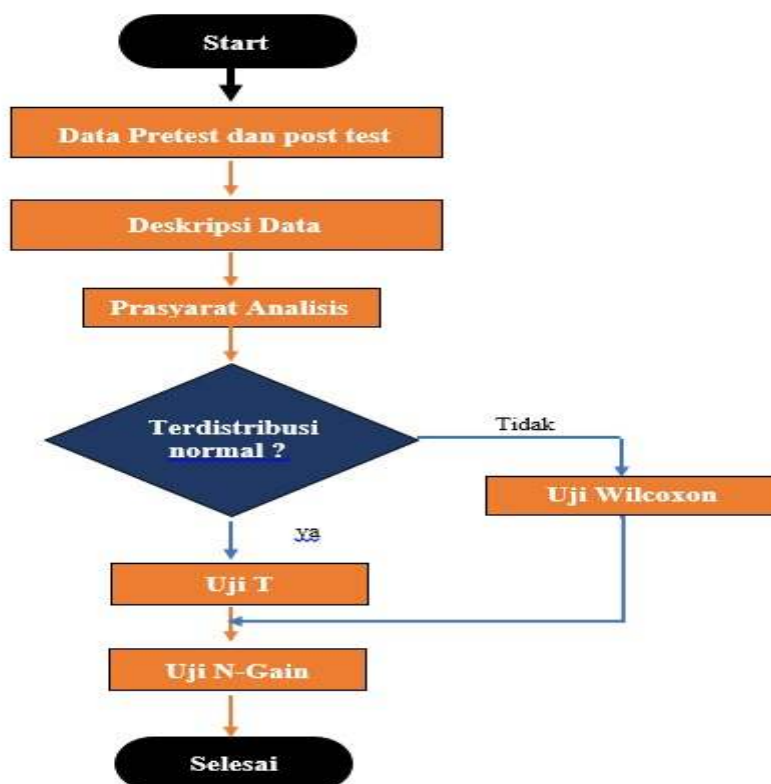 Start
Data Pretest dan post test
Deskripsi Data
Prasyarat Analisis
Terdistribusi
normal ?
Tidak
Uji Wilcoxon
ya
Uji T
Uji N-Gain
Selesai